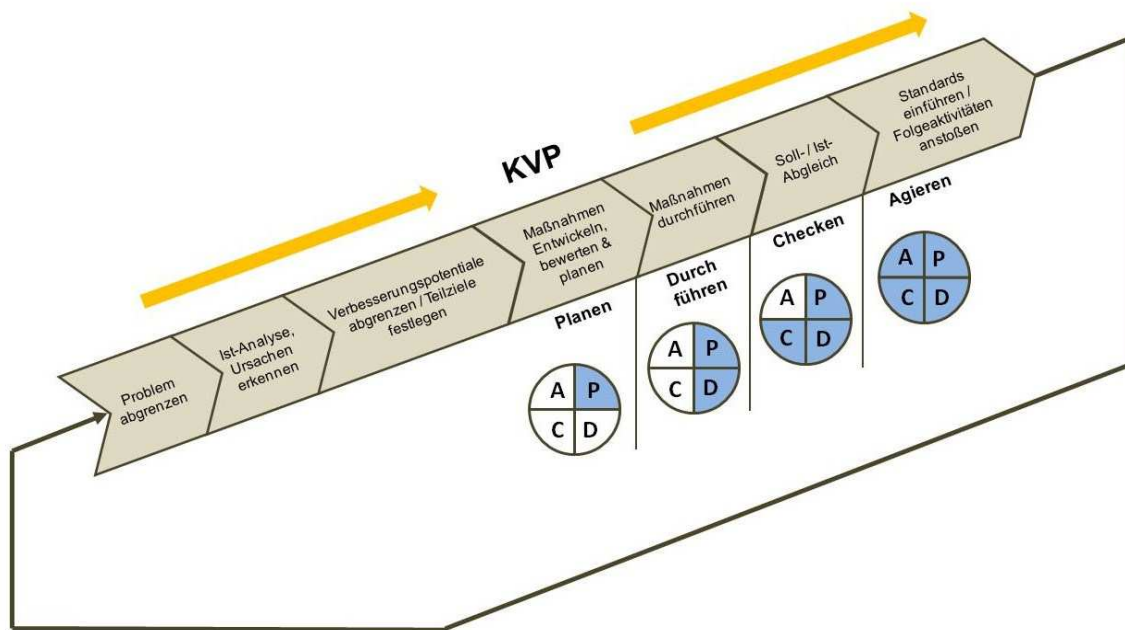 KVP
Problem
abgrenzen
Ist-Analyse,
Ursachen
erkennen
Verbesserungspotentiale
abgrenzen / Teilziele
festlegen
Maßnahmen
Entwickeln,
bewerten &
planen
Maßnahmen
durchführen
Soll- / Ist-
Abgleich
Standards
einführen /
Folgeaktivitäten
anstoßen
Planen
A P
C D
Durch
führen
A P
C D
Checken
A P
C D
Agieren
A P
C D